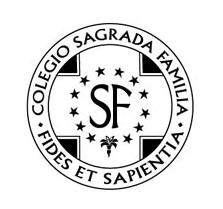 COLEGIO SAGRADA FAMILIA
SF
· FIDES ET SAPIENTIA ·